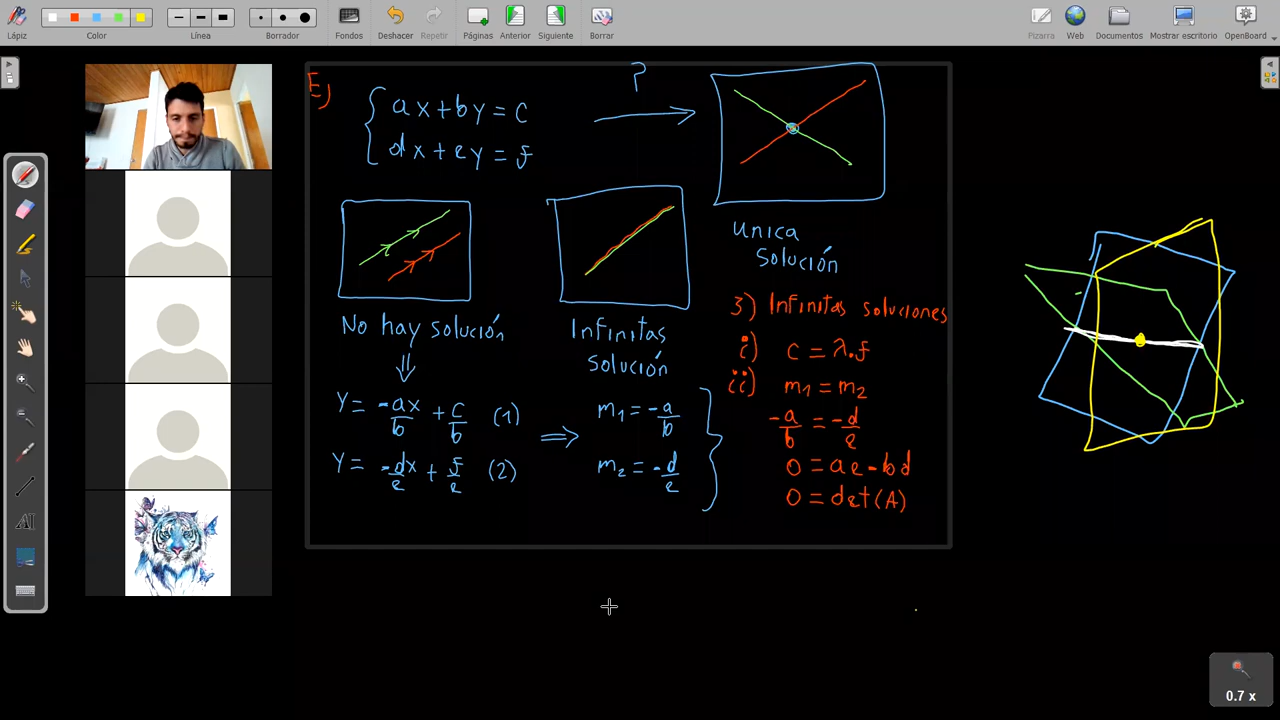 Lápiz
Color
Línea
Borrador
Fondos
Deshacer
Repetir
Páginas
Anterior
Siguiente
Borrar
Pizarra
Web
Documentos
Mostrar escritorio
OpenBoard
E)
ax+by=c
dx+ey=f
?
No hay solución
Infinitas
solución
Unica
solución
⇓
y= -ax/b + c/b (1)
y= -dx/e + f/e (2)
⇒
m1 = -a/b
m2 = -d/e
3) Infinitas soluciones
i) c = λ.f
ii) m1 = m2
-a/b = -d/e
0 = ae-bd
0 = det(A)
0.7 x